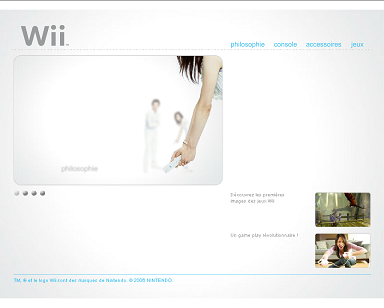 Wii
philosophie console accessoires jeux
philosophie
Découvrez les premières
images des jeux Wii
Un game play révolutionnaire !
TM, ® et le logo Wii sont des marques de Nintendo. © 2006 NINTENDO